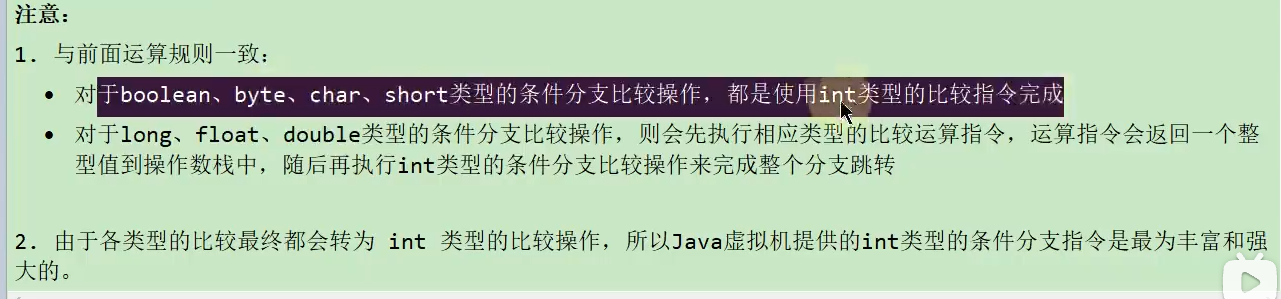 注意：
1. 与前面运算规则一致：
• 对于boolean、byte、char、short类型的条件分支比较操作，都是使用int类型的比较指令完成
• 对于long、float、double类型的条件分支比较操作，则会先执行相应类型的比较运算指令，运算指令会返回一个整
型值到操作数栈中，随后再执行int类型的条件分支比较操作来完成整个分支跳转
2. 由于各类型的比较最终都会转为 int 类型的比较操作，所以Java虚拟机提供的int类型的条件分支指令是最为丰富和强
大的。